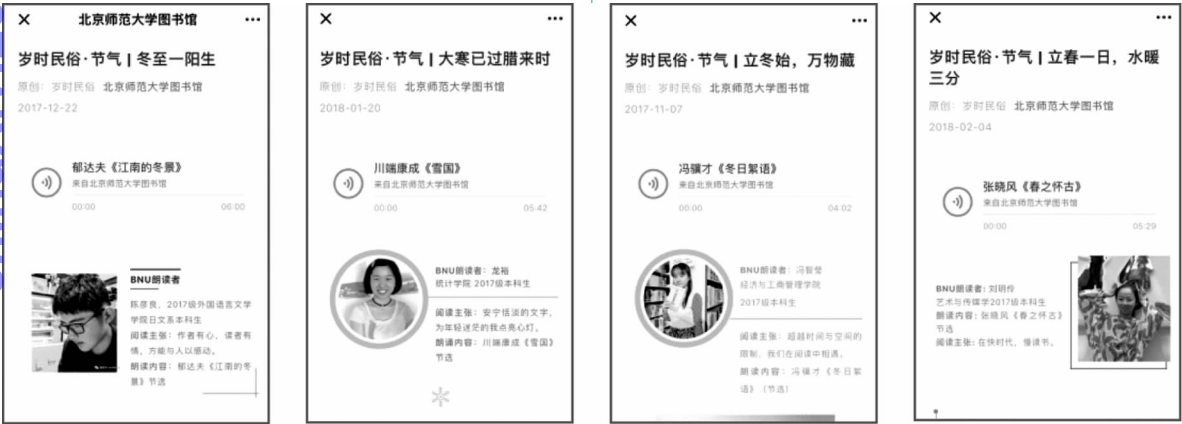 北京师范大学图书馆
岁时民俗·节气 | 冬至一阳生
原创: 岁时民俗 北京师范大学图书馆
2017-12-22
郁达夫《江南的冬景》
来自北京师范大学图书馆
00:00 06:00
BNU朗读者
陈彦良,2017级外国语言文学
学院日文系本科生
阅读主张:作者有心,读者有
情,方能与人以感动。
朗读内容:郁达夫《江南的冬
景》节选
岁时民俗·节气 | 大寒已过腊来时
原创: 岁时民俗 北京师范大学图书馆
2018-01-20
川端康成《雪国》
来自北京师范大学图书馆
00:00 05:42
BNU朗读者:龙裕
统计学院 2017级本科生
阅读主张:安宁恬淡的文字,
为年轻迷茫的我点亮心灯。
朗诵内容:川端康成《雪国》
节选
岁时民俗·节气 | 立冬始,万物藏
原创: 岁时民俗 北京师范大学图书馆
2017-11-07
冯骥才《冬日絮语》
来自北京师范大学图书馆
00:00 04:02
BNU朗读者:冯智莹
经济与工商管理学院
2017级本科生
阅读主张:超越时间与空间的
限制,我们在阅读中相遇。
朗读内容:冯骥才《冬日絮
语》(节选)
岁时民俗·节气 | 立春一日,水暖
三分
原创: 岁时民俗 北京师范大学图书馆
2018-02-04
张晓风《春之怀古》
来自北京师范大学图书馆
00:00 05:29
BNU朗读者: 刘明伶
艺术与传媒学2017级本科生
朗读内容: 张晓风《春之怀古》
节选
阅读主张: 在快时代,慢读书。